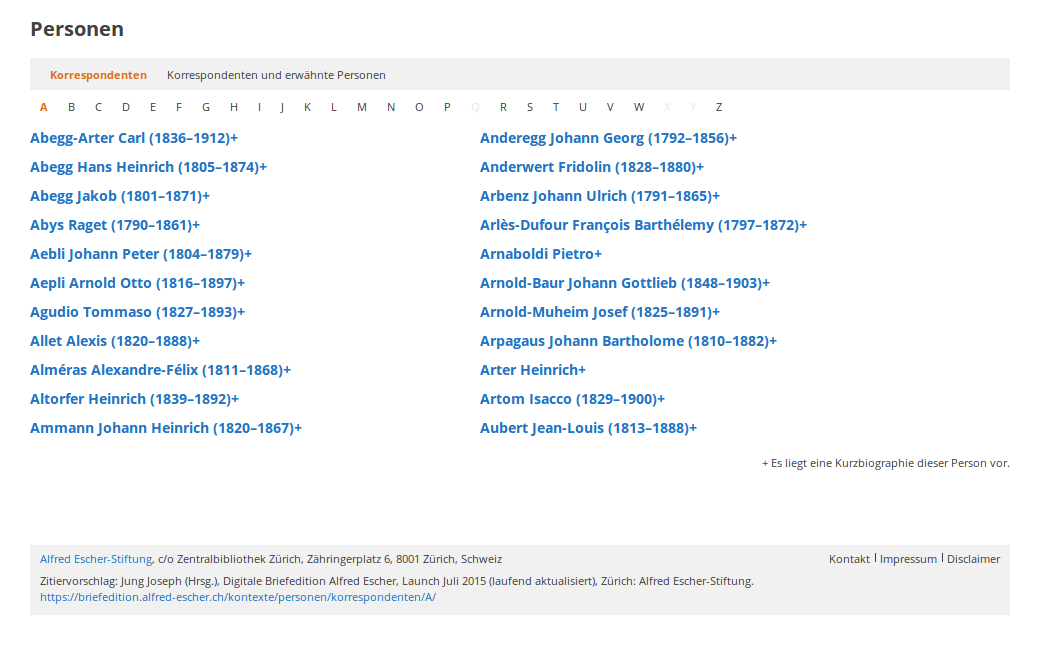 Personen
Korrespondenten Korrespondenten und erwähnte Personen
A B C D E F G H I J K L M N O P Q R S T U V W X Y Z
Abegg-Arter Carl (1836–1912)+
Abegg Hans Heinrich (1805–1874)+
Abegg Jakob (1801–1871)+
Abys Raget (1790–1861)+
Aebli Johann Peter (1804–1879)+
Aepli Arnold Otto (1816–1897)+
Agudio Tommaso (1827–1893)+
Allet Alexis (1820–1888)+
Alméras Alexandre-Félix (1811–1868)+
Altorfer Heinrich (1839–1892)+
Ammann Johann Heinrich (1820–1867)+
Anderegg Johann Georg (1792–1856)+
Anderwert Fridolin (1828–1880)+
Arbenz Johann Ulrich (1791–1865)+
Arlès-Dufour François Barthélemy (1797–1872)+
Arnaboldi Pietro+
Arnold-Baur Johann Gottlieb (1848–1903)+
Arnold-Muheim Josef (1825–1891)+
Arpagaus Johann Bartholome (1810–1882)+
Arter Heinrich+
Artom Isacco (1829–1900)+
Aubert Jean-Louis (1813–1888)+
+ Es liegt eine Kurzbiographie dieser Person vor.
Alfred Escher-Stiftung, c/o Zentralbibliothek Zürich, Zähringerplatz 6, 8001 Zürich, Schweiz
Kontakt | Impressum | Disclaimer
Zitiervorschlag: Jung Joseph (Hrsg.), Digitale Briefedition Alfred Escher, Launch Juli 2015 (laufend aktualisiert), Zürich: Alfred Escher-Stiftung.
https://briefedition.alfred-escher.ch/kontexte/personen/korrespondenten/A/